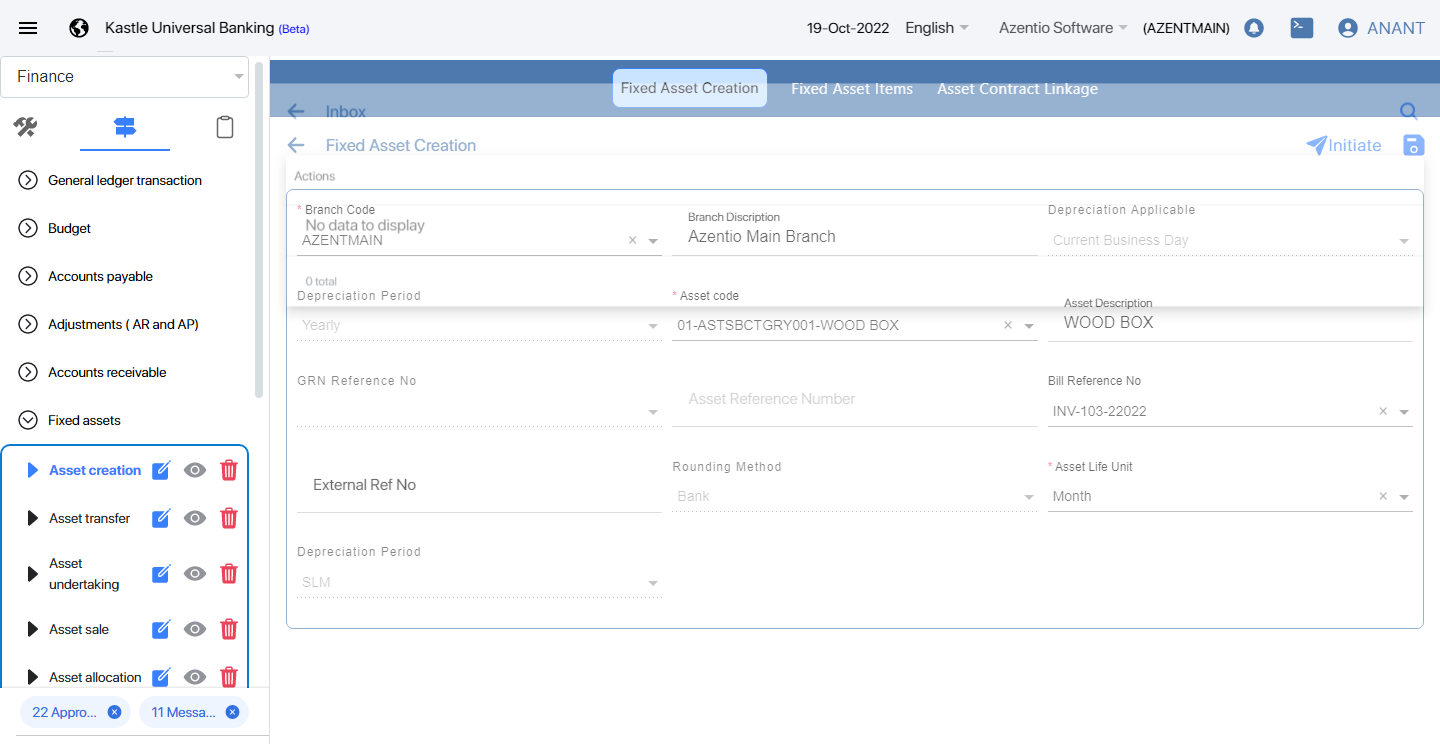 Kastle Universal Banking (Beta)
19-Oct-2022 English Azentio Software (AZENTMAIN) ANANT
Finance
General ledger transaction
Budget
Accounts payable
Adjustments ( AR and AP)
Accounts receivable
Fixed assets
Asset creation
Asset transfer
Asset
undertaking
Asset sale
Asset allocation
22 Appro... 11 Messa...
Fixed Asset Creation Fixed Asset Items Asset Contract Linkage
Inbox
Fixed Asset Creation Initiate
Actions
* Branch Code
No data to display
AZENTMAIN
Branch Discription
Azentio Main Branch
Depreciation Applicable
Current Business Day
0 total
Depreciation Period
Yearly
* Asset code
01-ASTSBCTGRY001-WOOD BOX
Asset Description
WOOD BOX
GRN Reference No
Asset Reference Number
Bill Reference No
INV-103-22022
External Ref No
Rounding Method
Bank
* Asset Life Unit
Month
Depreciation Period
SLM